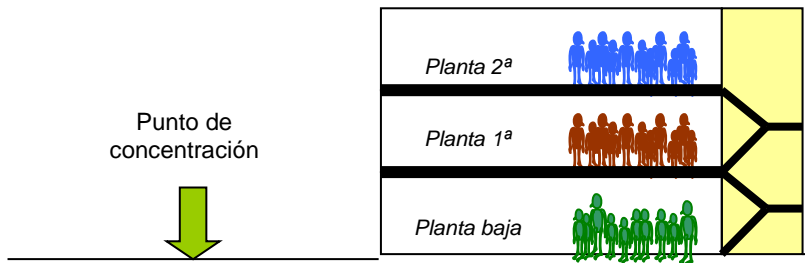 Planta 2ª
Punto de
concentración
Planta 1ª
Planta baja